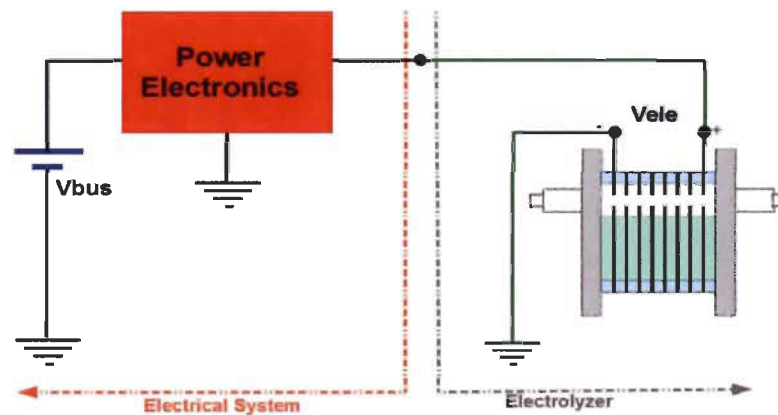 Power
Electronics
Vbus
Vele
- +
Electrical System
Electrolyzer